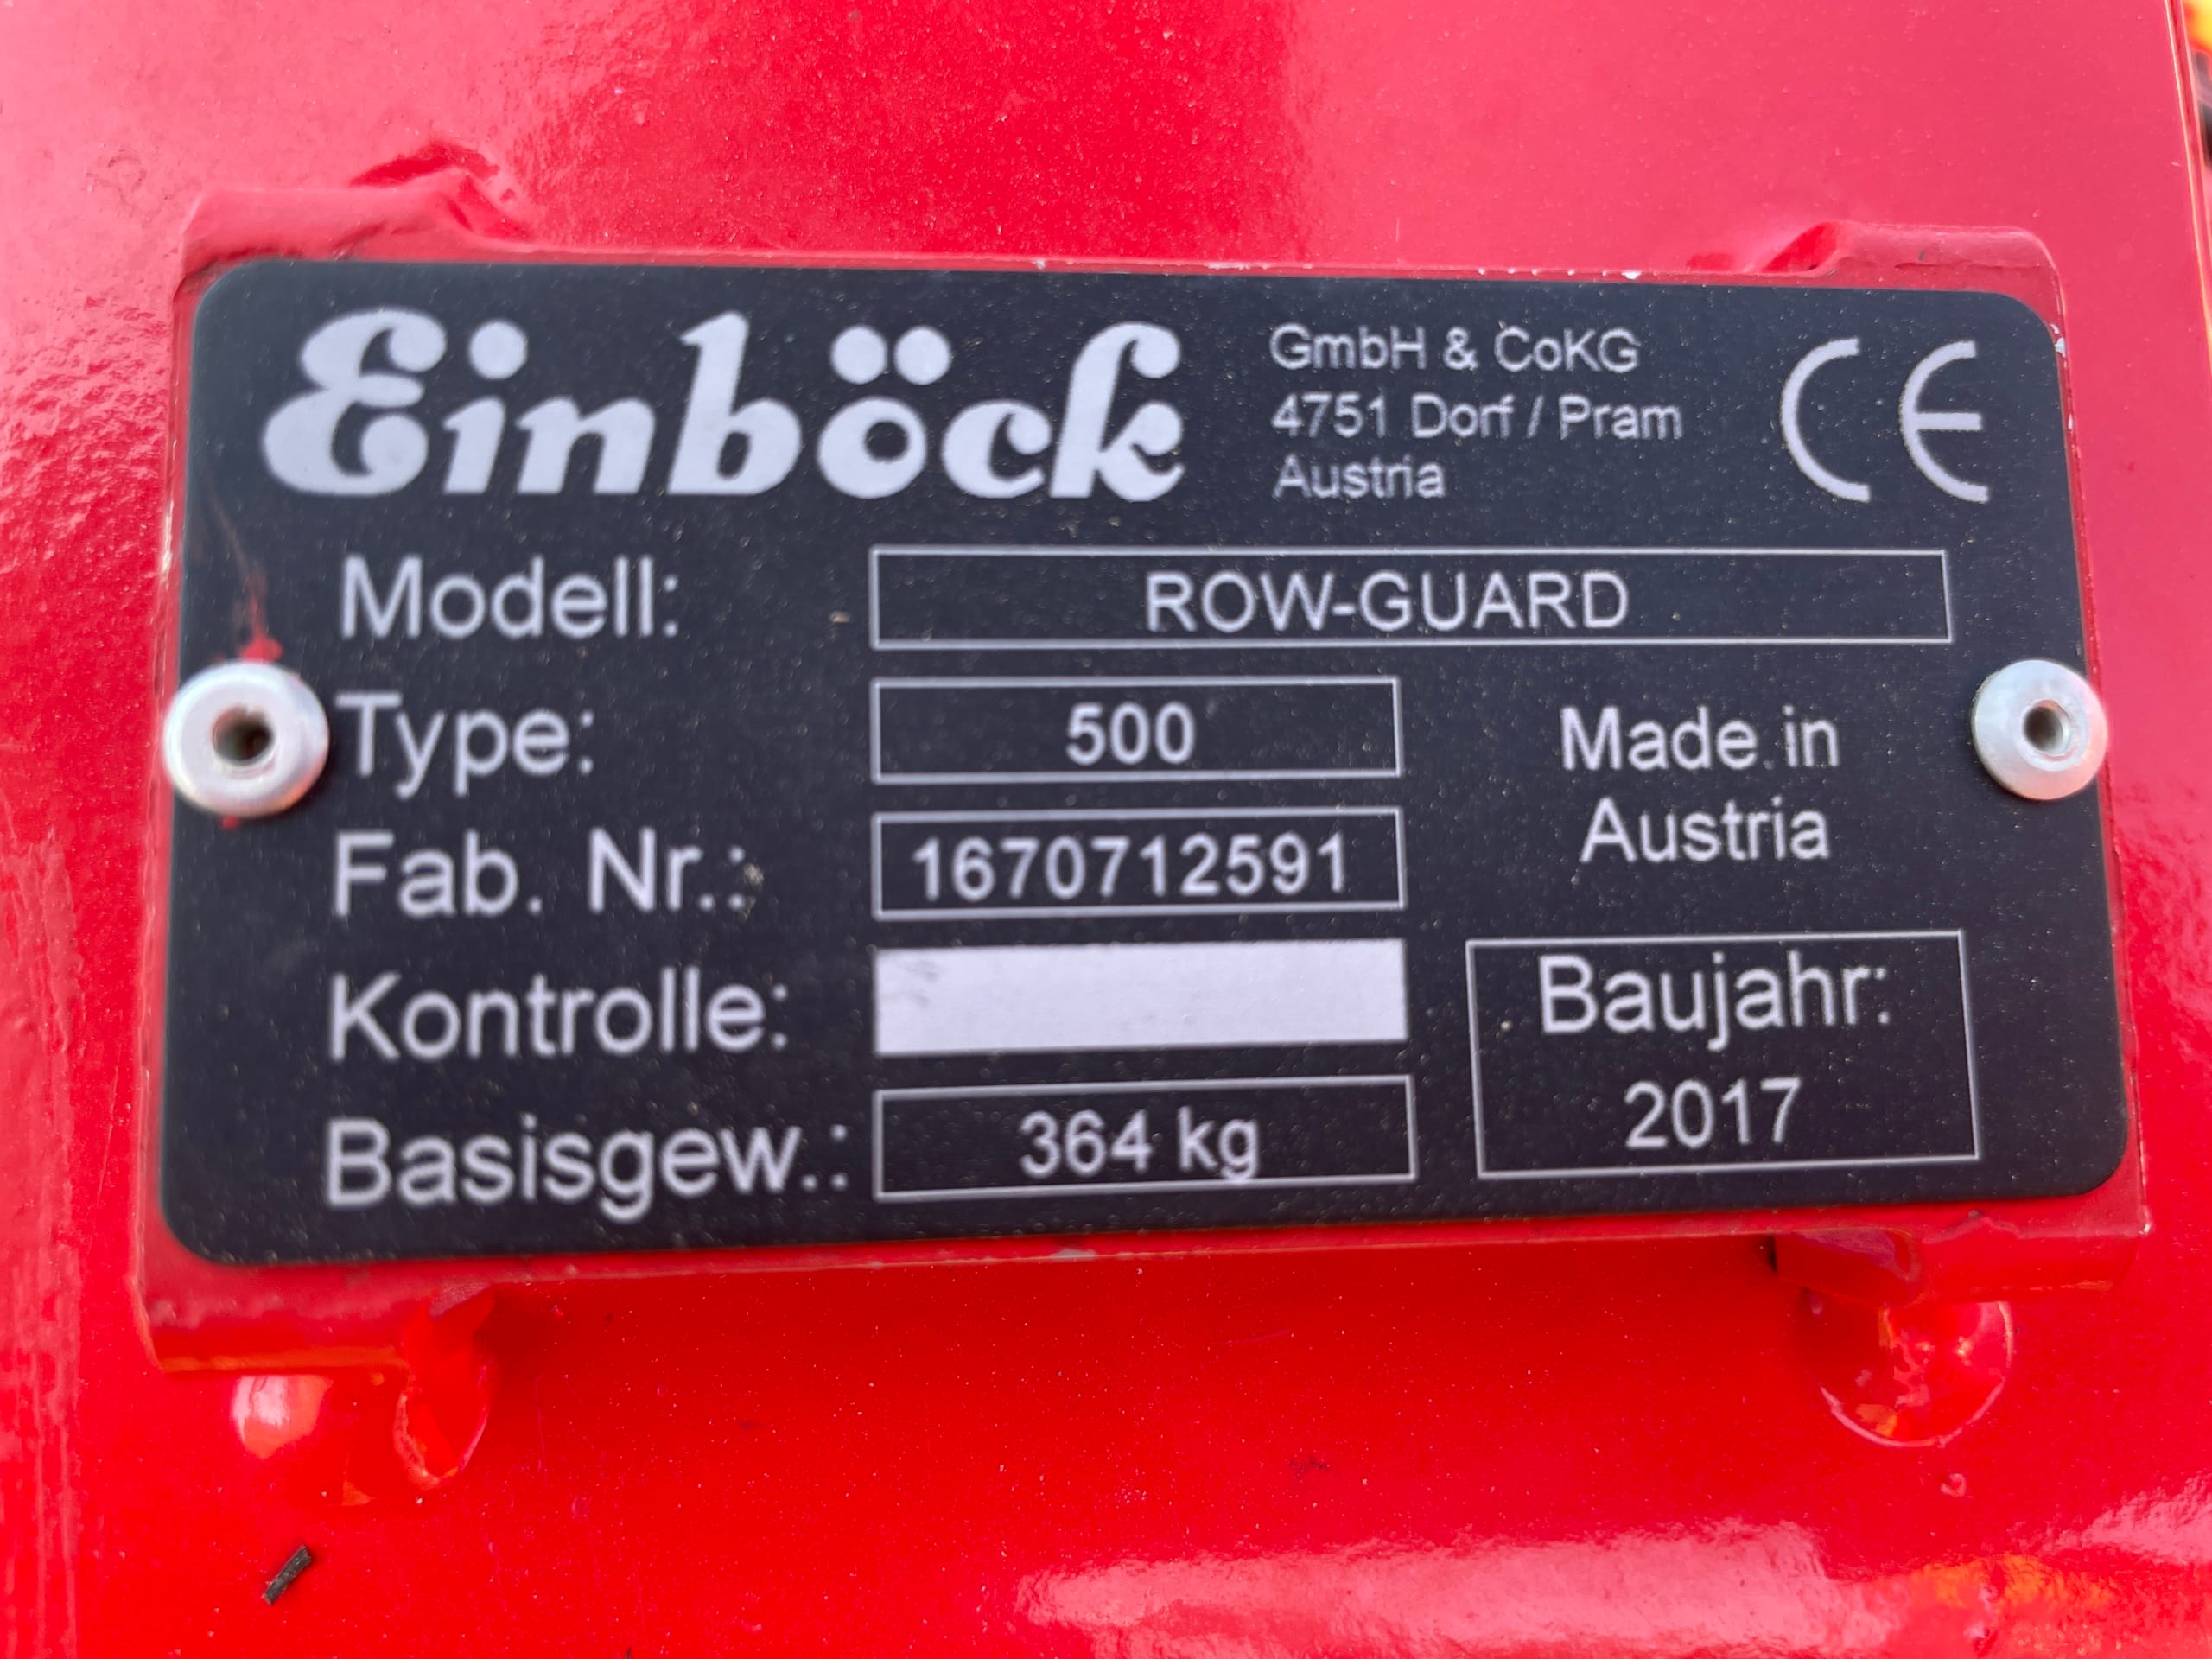 Einböck
GmbH & CoKG
4751 Dorf / Pram
Austria
CE
Modell: ROW-GUARD
Type: 500
Made in
Austria
Fab. Nr.: 1670712591
Kontrolle:
Basisgew.: 364 kg
Baujahr:
2017